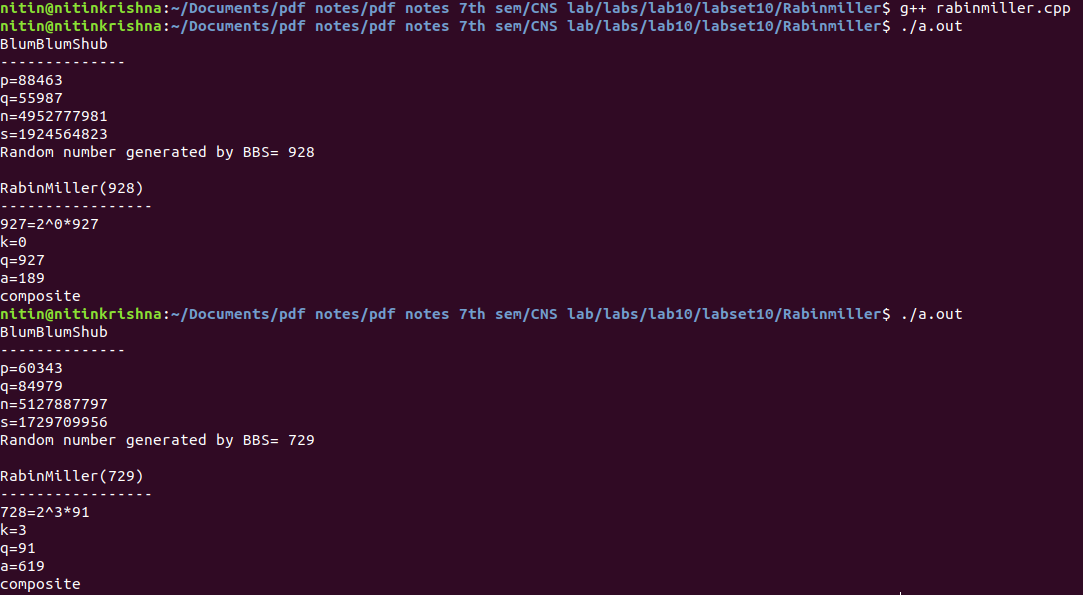 nitin@nitinkrishna:~/Documents/pdf notes/pdf notes 7th sem/CNS lab/labs/lab10/labset10/Rabinmiller$ g++ rabinmiller.cpp
nitin@nitinkrishna:~/Documents/pdf notes/pdf notes 7th sem/CNS lab/labs/lab10/labset10/Rabinmiller$ ./a.out
BlumBlumShub
--------------
p=88463
q=55987
n=4952777981
s=1924564823
Random number generated by BBS= 928
RabinMiller(928)
-----------------
927=2^0*927
k=0
q=927
a=189
composite
nitin@nitinkrishna:~/Documents/pdf notes/pdf notes 7th sem/CNS lab/labs/lab10/labset10/Rabinmiller$ ./a.out
BlumBlumShub
--------------
p=60343
q=84979
n=5127887797
s=1729709956
Random number generated by BBS= 729
RabinMiller(729)
-----------------
728=2^3*91
k=3
q=91
a=619
composite